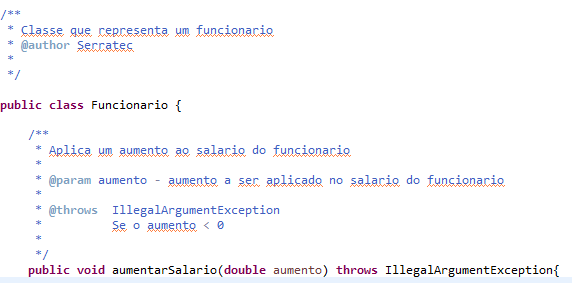 /**
 * Classe que representa um funcionario
 * @author Serratec
 *
 */
public class Funcionario {
    /**
     * Aplica um aumento ao salario do funcionario
     *
     * @param aumento - aumento a ser aplicado no salario do funcionario
     *
     * @throws  IllegalArgumentException
     *          Se o aumento < 0
     *
     */
    public void aumentarSalario(double aumento) throws IllegalArgumentException{